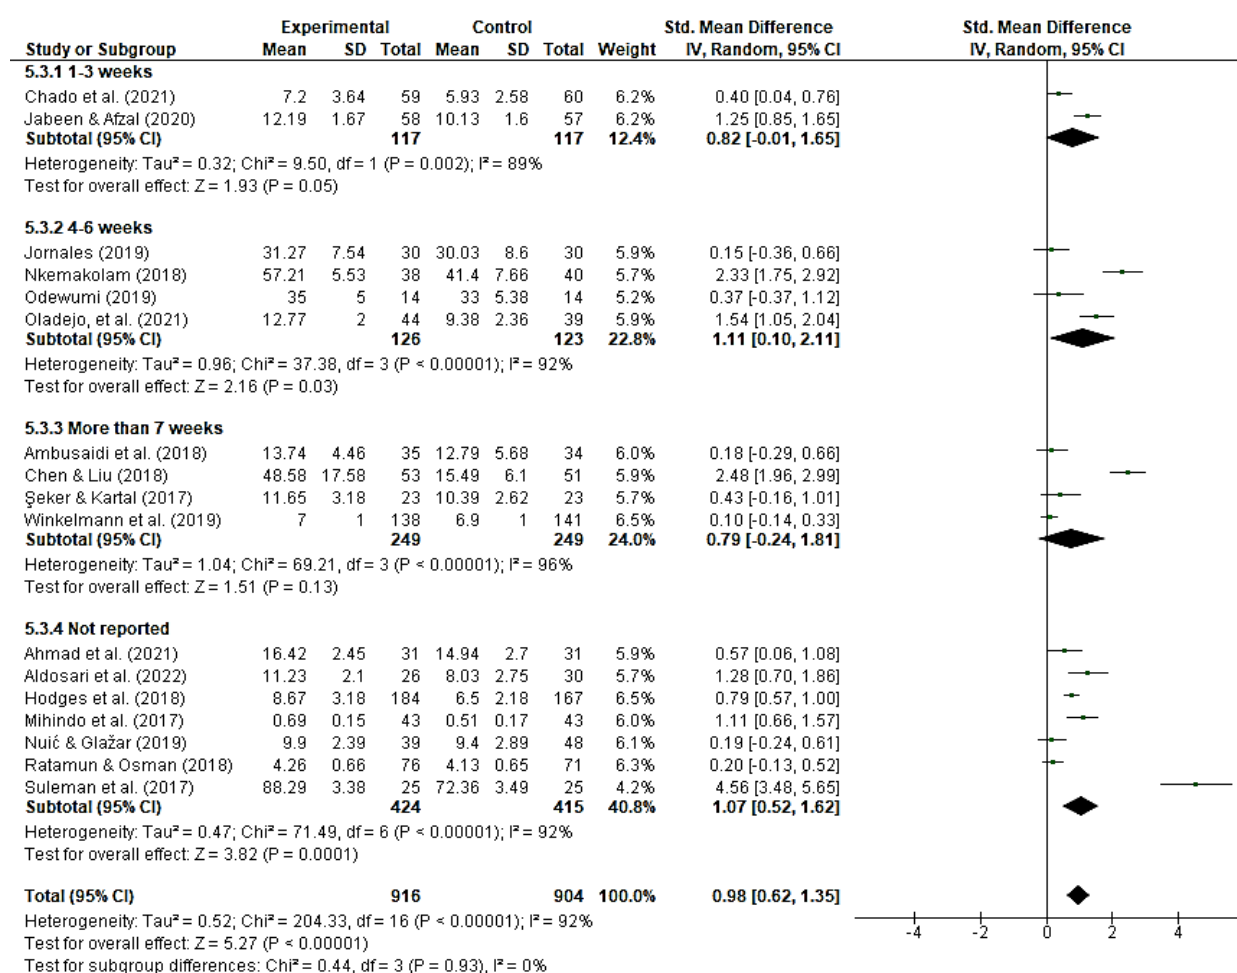 Experimental Control Std. Mean Difference Std. Mean Difference
Study or Subgroup Mean SD Total Mean SD Total Weight IV, Random, 95% CI IV, Random, 95% CI
5.3.1 1-3 weeks
Chado et al. (2021) 7.2 3.64 59 5.93 2.58 60 6.2% 0.40 [0.04, 0.76]
Jabeen & Afzal (2020) 12.19 1.67 58 10.13 1.6 57 6.2% 1.25 [0.85, 1.65]
Subtotal (95% CI) 117 117 12.4% 0.82 [-0.01, 1.65]
Heterogeneity: Tau² = 0.32; Chi² = 9.50, df = 1 (P = 0.002); I² = 89%
Test for overall effect: Z = 1.93 (P = 0.05)
5.3.2 4-6 weeks
Jornales (2019) 31.27 7.54 30 30.03 8.6 30 5.9% 0.15 [-0.36, 0.66]
Nkemakolam (2018) 57.21 5.53 38 41.4 7.66 40 5.7% 2.33 [1.75, 2.92]
Odewumi (2019) 35 5 14 33 5.38 14 5.2% 0.37 [-0.37, 1.12]
Oladejo, et al. (2021) 12.77 2 44 9.38 2.36 39 5.9% 1.54 [1.05, 2.04]
Subtotal (95% CI) 126 123 22.8% 1.11 [0.10, 2.11]
Heterogeneity: Tau² = 0.96; Chi² = 37.38, df = 3 (P < 0.00001); I² = 92%
Test for overall effect: Z = 2.16 (P = 0.03)
5.3.3 More than 7 weeks
Ambusaidi et al. (2018) 13.74 4.46 35 12.79 5.68 34 6.0% 0.18 [-0.29, 0.66]
Chen & Liu (2018) 48.58 17.58 53 15.49 6.1 51 5.9% 2.48 [1.96, 2.99]
Şeker & Kartal (2017) 11.65 3.18 23 10.39 2.62 23 5.7% 0.43 [-0.16, 1.01]
Winkelmann et al. (2019) 7 1 138 6.9 1 141 6.5% 0.10 [-0.14, 0.33]
Subtotal (95% CI) 249 249 24.0% 0.79 [-0.24, 1.81]
Heterogeneity: Tau² = 1.04; Chi² = 69.21, df = 3 (P < 0.00001); I² = 96%
Test for overall effect: Z = 1.51 (P = 0.13)
5.3.4 Not reported
Ahmad et al. (2021) 16.42 2.45 31 14.94 2.7 31 5.9% 0.57 [0.06, 1.08]
Aldosari et al. (2022) 11.23 2.1 26 8.03 2.75 30 5.7% 1.28 [0.70, 1.86]
Hodges et al. (2018) 8.67 3.18 184 6.5 2.18 167 6.5% 0.79 [0.57, 1.00]
Mihindo et al. (2017) 0.69 0.15 43 0.51 0.17 43 6.0% 1.11 [0.66, 1.57]
Nuić & Glažar (2019) 9.9 2.39 39 9.4 2.89 48 6.1% 0.19 [-0.24, 0.61]
Ratamun & Osman (2018) 4.26 0.66 76 4.13 0.65 71 6.3% 0.20 [-0.13, 0.52]
Suleman et al. (2017) 88.29 3.38 25 72.36 3.49 25 4.2% 4.56 [3.48, 5.65]
Subtotal (95% CI) 424 415 40.8% 1.07 [0.52, 1.62]
Heterogeneity: Tau² = 0.47; Chi² = 71.49, df = 6 (P < 0.00001); I² = 92%
Test for overall effect: Z = 3.82 (P = 0.0001)
Total (95% CI) 916 904 100.0% 0.98 [0.62, 1.35]
Heterogeneity: Tau² = 0.52; Chi² = 204.33, df = 16 (P < 0.00001); I² = 92%
Test for overall effect: Z = 5.27 (P < 0.00001)
Test for subgroup differences: Chi² = 0.44, df = 3 (P = 0.93), I² = 0%
-4 -2 0 2 4